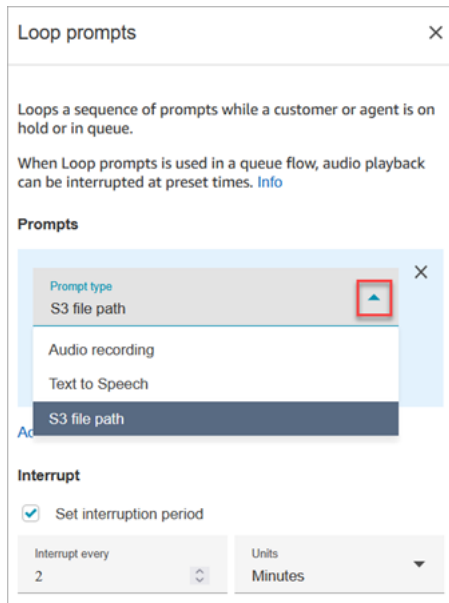 Loop prompts
Loops a sequence of prompts while a customer or agent is on
hold or in queue.
When Loop prompts is used in a queue flow, audio playback
can be interrupted at preset times. Info
Prompts
Prompt type
S3 file path
Audio recording
Text to Speech
S3 file path
Interrupt
Set interruption period
Interrupt every
2
Units
Minutes